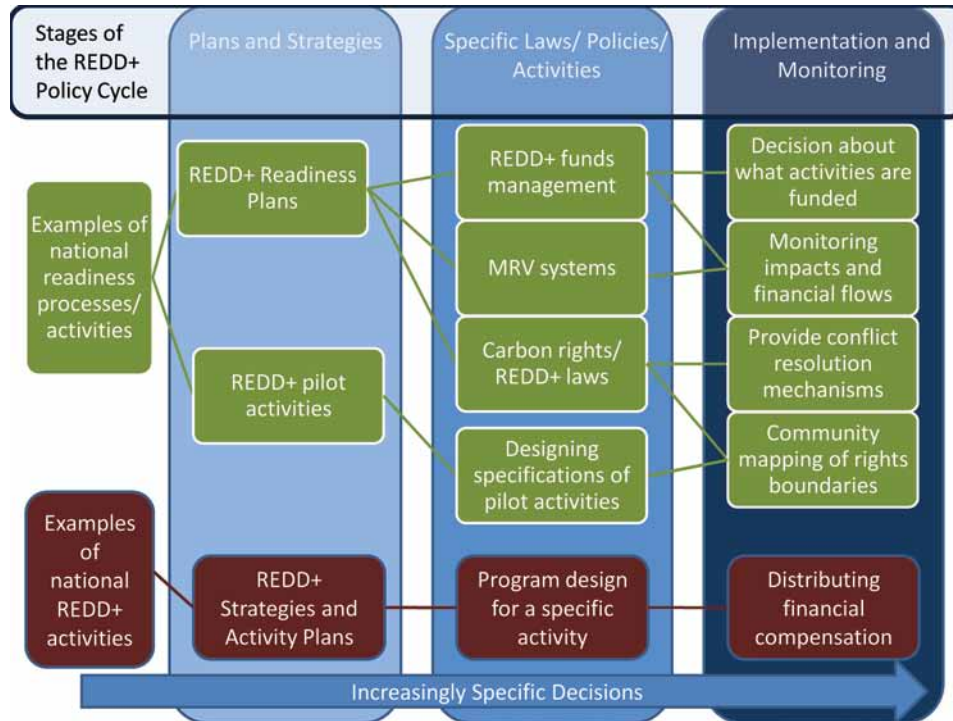 Stages of
the REDD+
Policy Cycle
Plans and Strategies
Specific Laws/ Policies/
Activities
Implementation and
Monitoring
Examples of
national
readiness
processes/
activities
REDD+ Readiness
Plans
REDD+ pilot
activities
REDD+ funds
management
MRV systems
Carbon rights/
REDD+ laws
Designing
specifications of
pilot activities
Decision about
what activities are
funded
Monitoring
impacts and
financial flows
Provide conflict
resolution
mechanisms
Community
mapping of rights
boundaries
Examples
of
national
REDD+
activities
REDD+
Strategies and
Activity Plans
Program design
for a specific
activity
Distributing
financial
compensation
Increasingly Specific Decisions